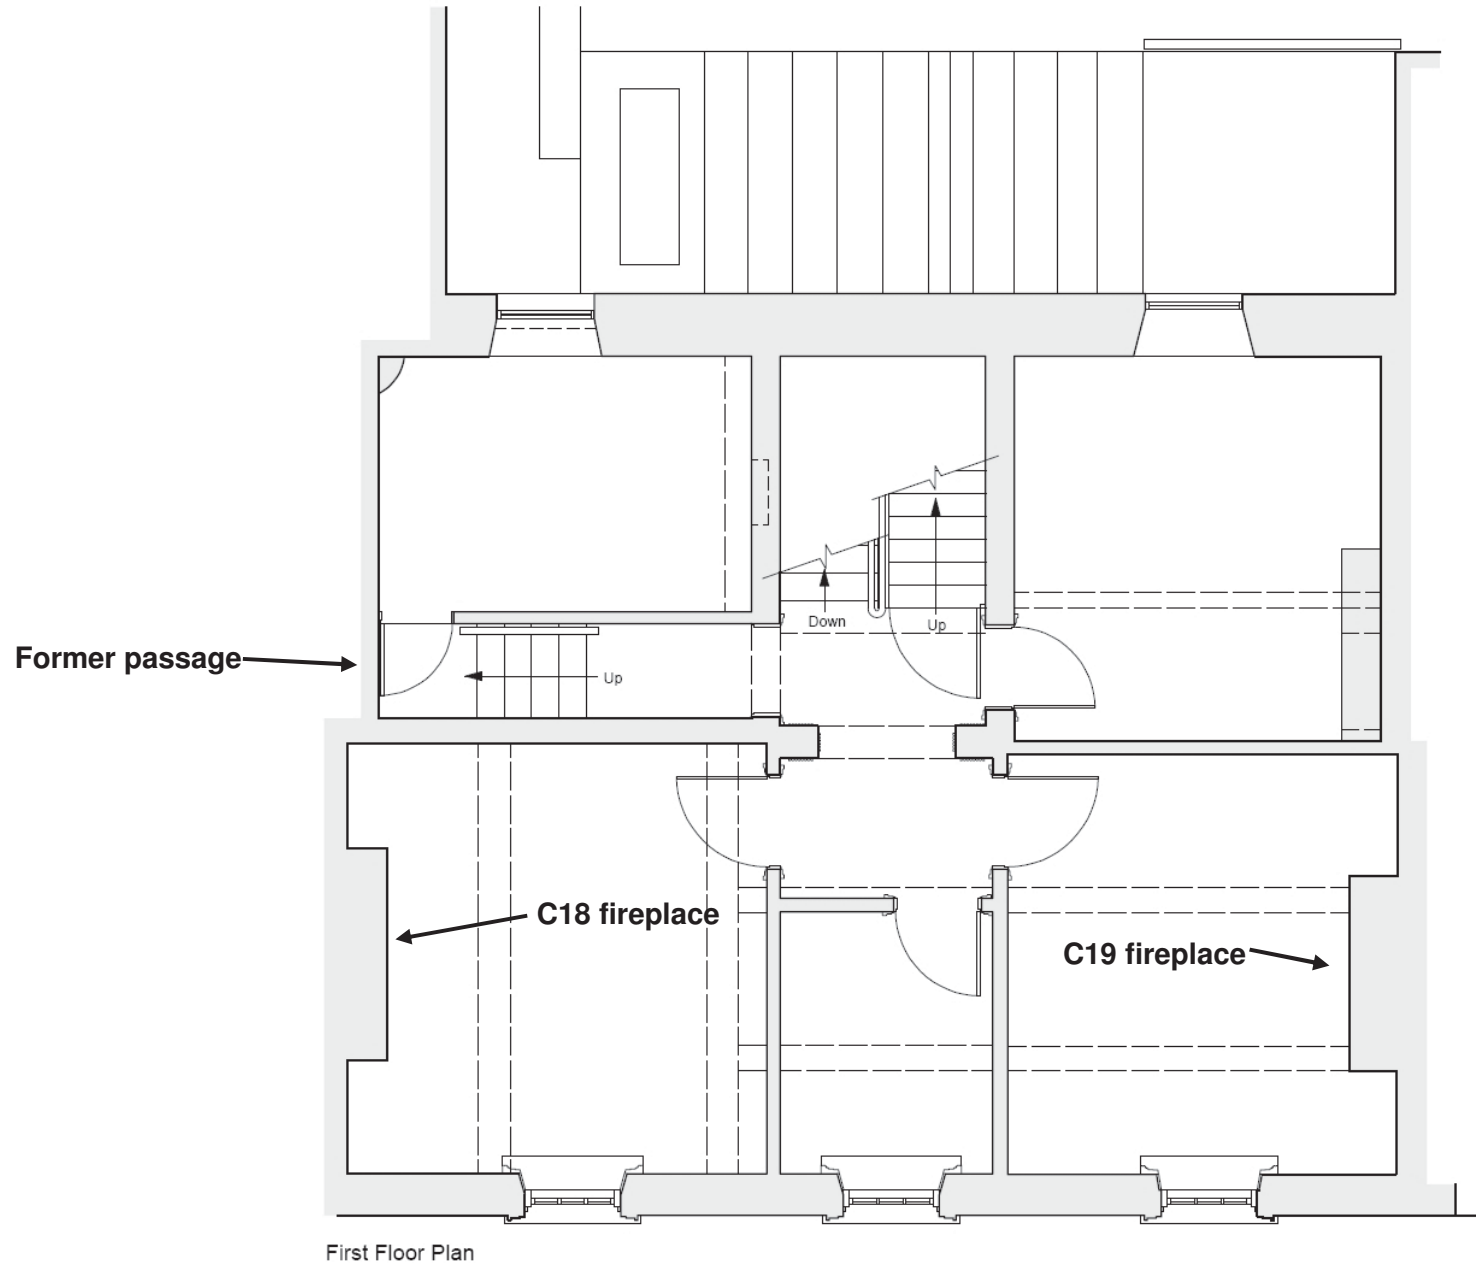 Down
Up
Former passage
Up
C18 fireplace
C19 fireplace
First Floor Plan